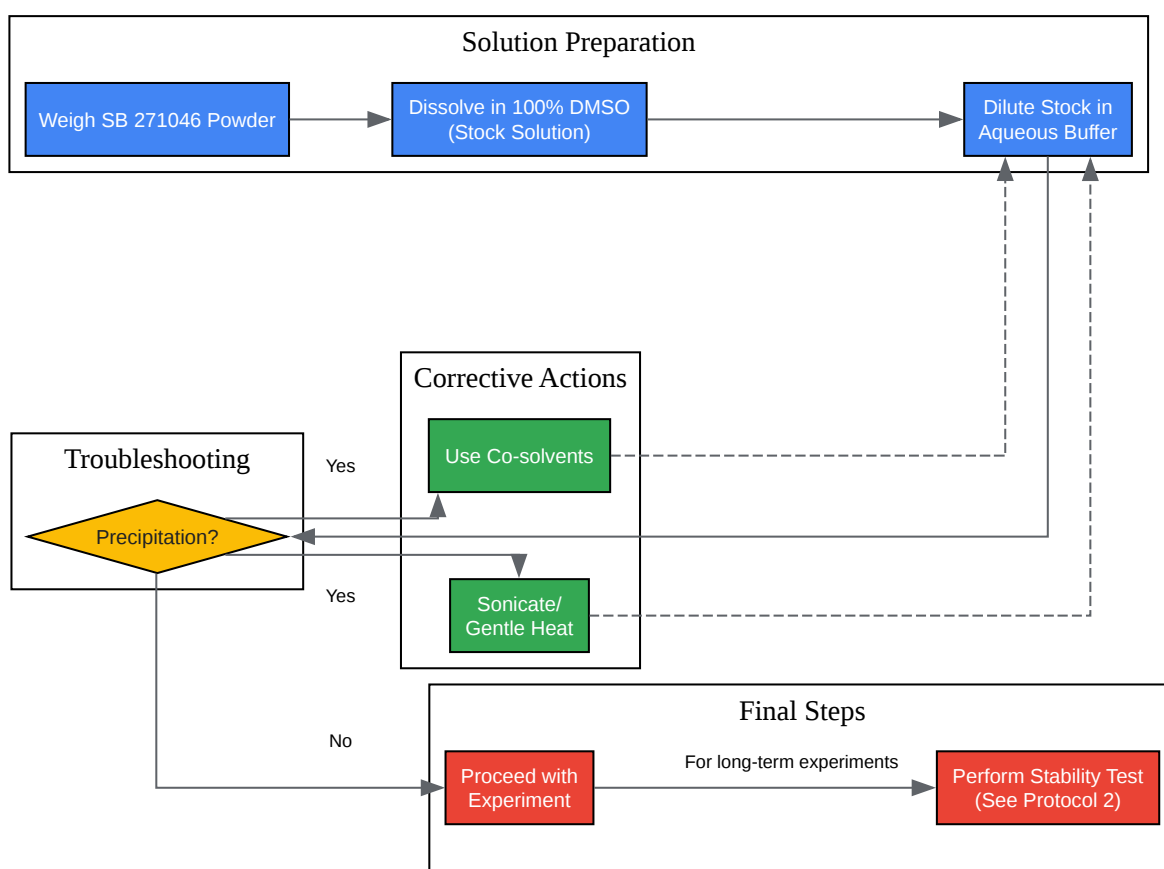 Solution Preparation
Weigh SB 271046 Powder
Dissolve in 100% DMSO
(Stock Solution)
Dilute Stock in
Aqueous Buffer
Corrective Actions
Use Co-solvents
Troubleshooting
Yes
Precipitation?
Yes
Sonicate/
Gentle Heat
Final Steps
No
Proceed with
Experiment
For long-term experiments
Perform Stability Test
(See Protocol 2)